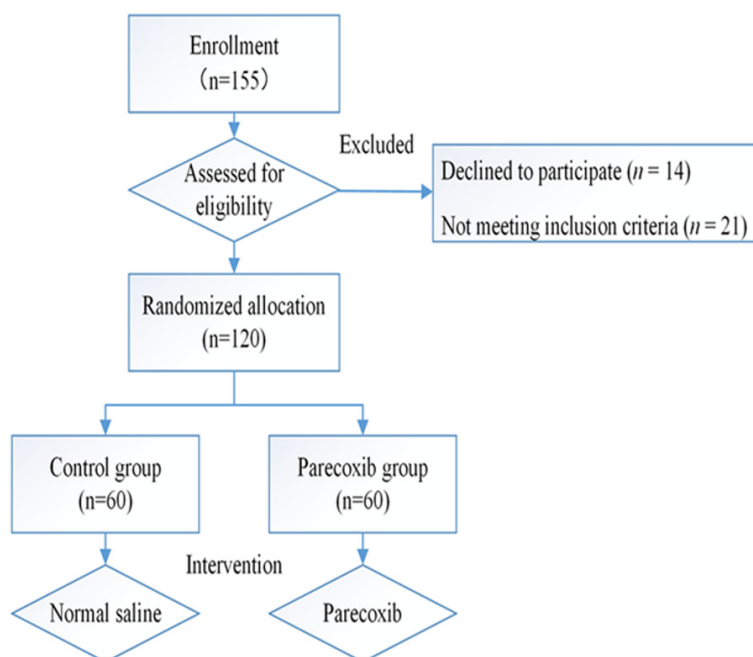 Enrollment
（n=155）
Excluded
Assessed for
eligibility
Declined to participate (n = 14)
Not meeting inclusion criteria (n = 21)
Randomized allocation
(n=120)
Control group
(n=60)
Parecoxib group
(n=60)
Intervention
Normal saline
Parecoxib